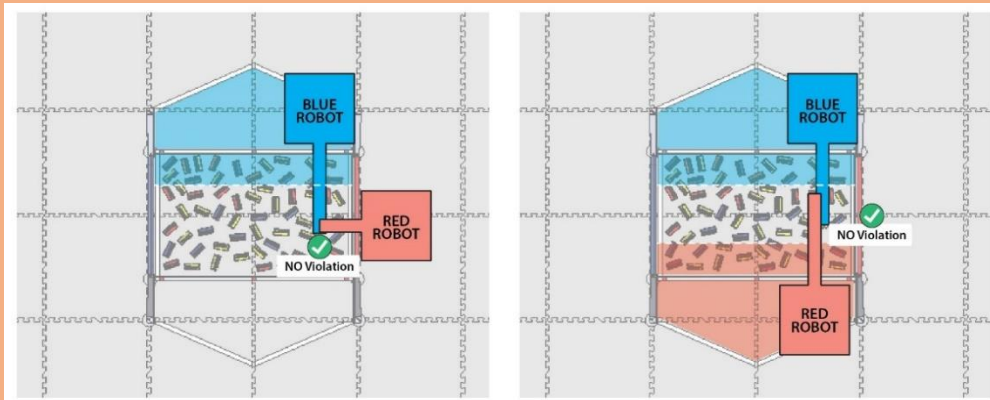 BLUE
ROBOT
RED
ROBOT
NO Violation
BLUE
ROBOT
NO Violation
RED
ROBOT